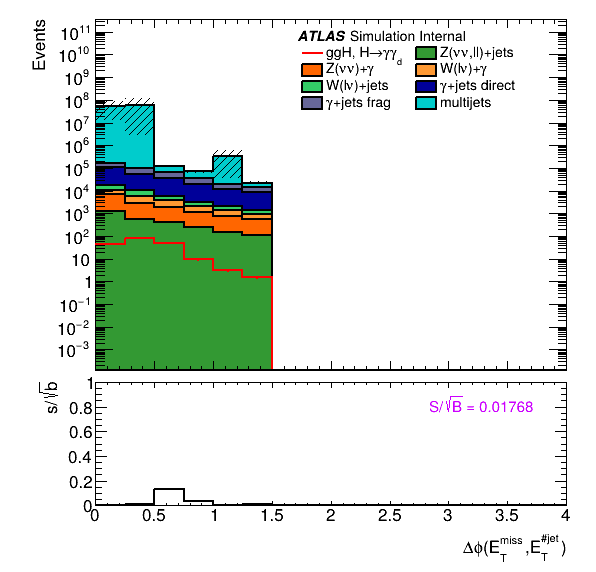 Events
ATLAS Simulation Internal
ggH, H→γγ_d
Z(νν,ll)+jets
Z(νν)+γ
W(lν)+γ
W(lν)+jets
γ+jets direct
γ+jets frag
multijets
10^11
10^10
10^9
10^8
10^7
10^6
10^5
10^4
10^3
10^2
10
1
10^−1
10^−2
10^−3
s/√b
S/√B = 0.01768
1
0.8
0.6
0.4
0.2
0
0 0.5 1 1.5 2 2.5 3 3.5 4
Δϕ(E_T^miss,E_T^#jet)